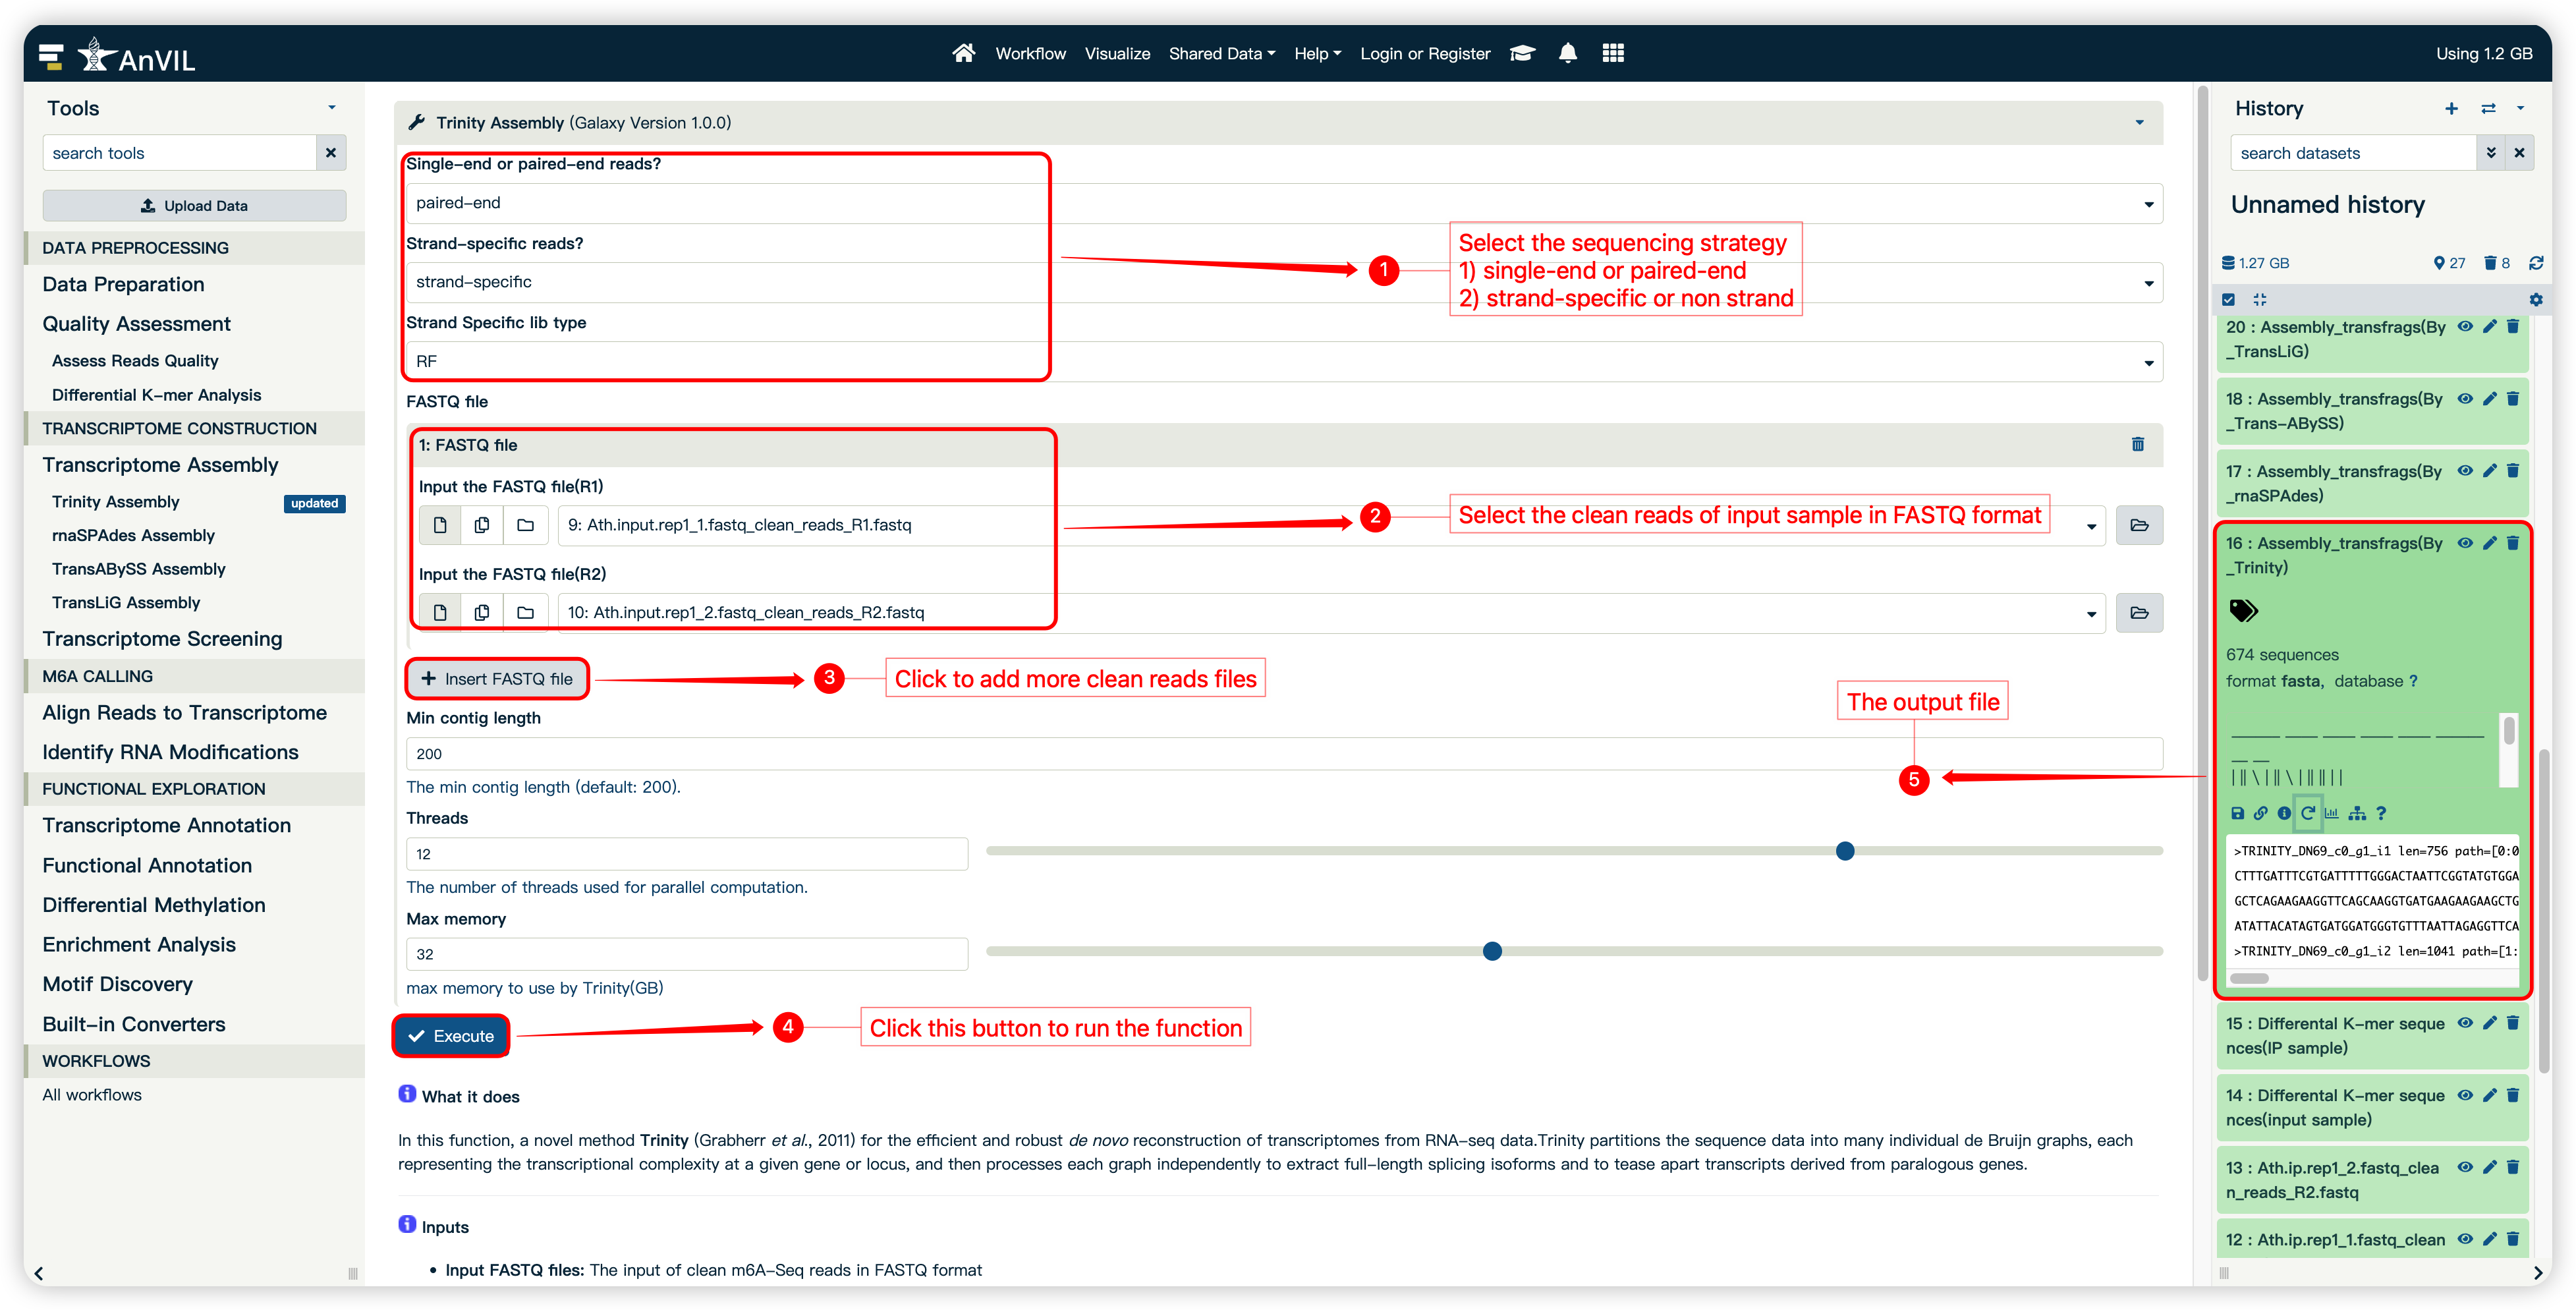 AnVIL
Workflow Visualize Shared Data Help Login or Register
Using 1.2 GB
Tools
search tools
Upload Data
DATA PREPROCESSING
Data Preparation
Quality Assessment
Assess Reads Quality
Differential K-mer Analysis
TRANSCRIPTOME CONSTRUCTION
Transcriptome Assembly
Trinity Assembly updated
rnaSPAdes Assembly
TransABySS Assembly
TransLiG Assembly
Transcriptome Screening
M6A CALLING
Align Reads to Transcriptome
Identify RNA Modifications
FUNCTIONAL EXPLORATION
Transcriptome Annotation
Functional Annotation
Differential Methylation
Enrichment Analysis
Motif Discovery
Built-in Converters
WORKFLOWS
All workflows
Trinity Assembly (Galaxy Version 1.0.0)
Single-end or paired-end reads?
paired-end
Strand-specific reads?
strand-specific
Strand Specific lib type
RF
1
Select the sequencing strategy
1) single-end or paired-end
2) strand-specific or non strand
FASTQ file
1: FASTQ file
Input the FASTQ file(R1)
9: Ath.input.rep1_1.fastq_clean_reads_R1.fastq
Input the FASTQ file(R2)
10: Ath.input.rep1_2.fastq_clean_reads_R2.fastq
2
Select the clean reads of input sample in FASTQ format
+ Insert FASTQ file
3
Click to add more clean reads files
Min contig length
200
The min contig length (default: 200).
Threads
12
The number of threads used for parallel computation.
Max memory
32
max memory to use by Trinity(GB)
The output file
5
Execute
4
Click this button to run the function
What it does
In this function, a novel method Trinity (Grabherr et al., 2011) for the efficient and robust de novo reconstruction of transcriptomes from RNA-seq data.Trinity partitions the sequence data into many individual de Bruijn graphs, each
representing the transcriptional complexity at a given gene or locus, and then processes each graph independently to extract full-length splicing isoforms and to tease apart transcripts derived from paralogous genes.
Inputs
• Input FASTQ files: The input of clean m6A-Seq reads in FASTQ format
History
search datasets
Unnamed history
1.27 GB
27
8
20 : Assembly_transfrags(By
_TransLiG)
18 : Assembly_transfrags(By
_Trans-ABySS)
17 : Assembly_transfrags(By
_rnaSPAdes)
16 : Assembly_transfrags(By
_Trinity)
674 sequences
format fasta, database ?
>TRINITY_DN69_c0_g1_i1 len=756 path=[0:0
CTTTGATTTCGTGATTTTTGGGACTAATTCGGTATGTGGA
GCTCAGAAGAAGGTTCAGCAAGGTGATGAAGAAGAAGCTG
ATATTACATAGTGATGGATGGGTGTTTAATTAGAGGTTCA
>TRINITY_DN69_c0_g1_i2 len=1041 path=[1:
15 : Differental K-mer seque
nces(IP sample)
14 : Differental K-mer seque
nces(input sample)
13 : Ath.ip.rep1_2.fastq_clea
n_reads_R2.fastq
12 : Ath.ip.rep1_1.fastq_clean